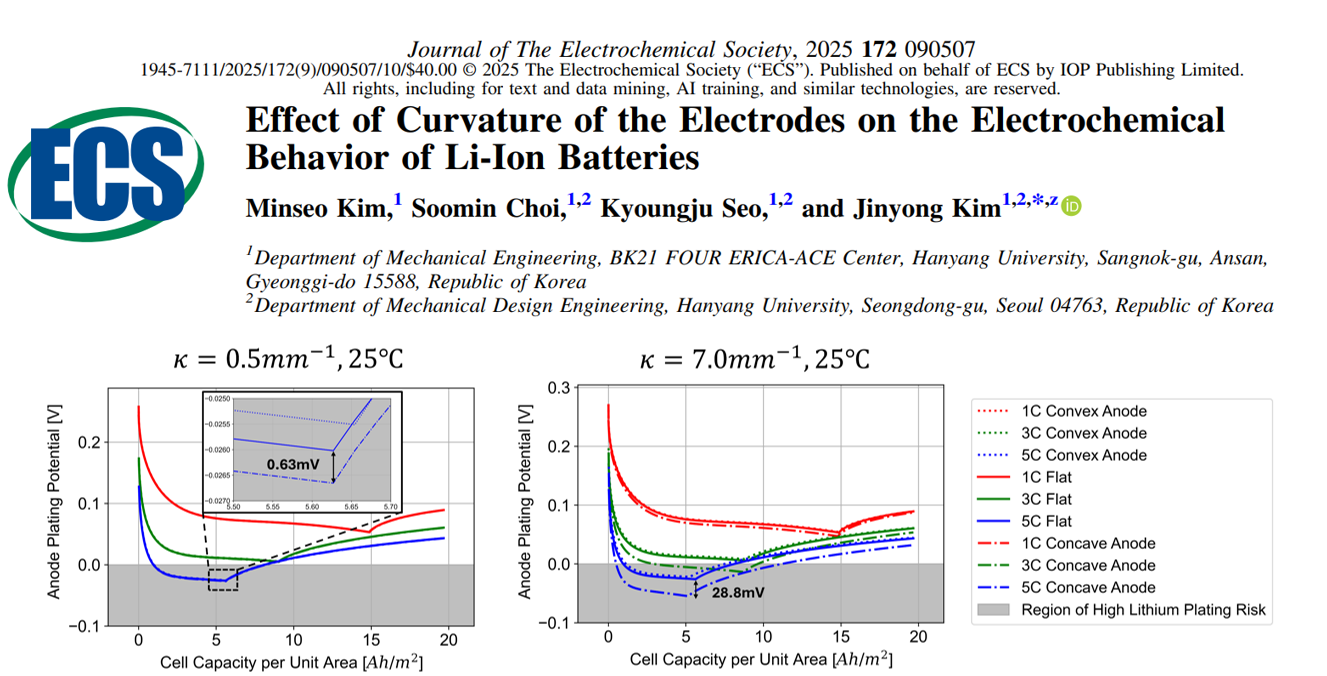 Journal of The Electrochemical Society, 2025 172 090507
1945-7111/2025/172(9)/090507/10/$40.00 © 2025 The Electrochemical Society (“ECS”). Published on behalf of ECS by IOP Publishing Limited.
All rights, including for text and data mining, AI training, and similar technologies, are reserved.
ECS
Effect of Curvature of the Electrodes on the Electrochemical
Behavior of Li-Ion Batteries
Minseo Kim,1 Soomin Choi,1,2 Kyoungju Seo,1,2 and Jinyong Kim1,2,*,z iD
1Department of Mechanical Engineering, BK21 FOUR ERICA-ACE Center, Hanyang University, Sangnok-gu, Ansan,
Gyeonggi-do 15588, Republic of Korea
2Department of Mechanical Design Engineering, Hanyang University, Seongdong-gu, Seoul 04763, Republic of Korea
κ = 0.5mm−1, 25°C
Anode Plating Potential [V]
0.2
0.1
0.0
−0.1
−0.0250
−0.0255
−0.0260
−0.0265
−0.0270
0.63mV
5.50 5.55 5.60 5.65 5.70
0 5 10 15 20
Cell Capacity per Unit Area [Ah/m2]
κ = 7.0mm−1, 25°C
Anode Plating Potential [V]
0.3
0.2
0.1
0.0
−0.1
28.8mV
0 5 10 15 20
Cell Capacity per Unit Area [Ah/m2]
1C Convex Anode
3C Convex Anode
5C Convex Anode
1C Flat
3C Flat
5C Flat
1C Concave Anode
3C Concave Anode
5C Concave Anode
Region of High Lithium Plating Risk